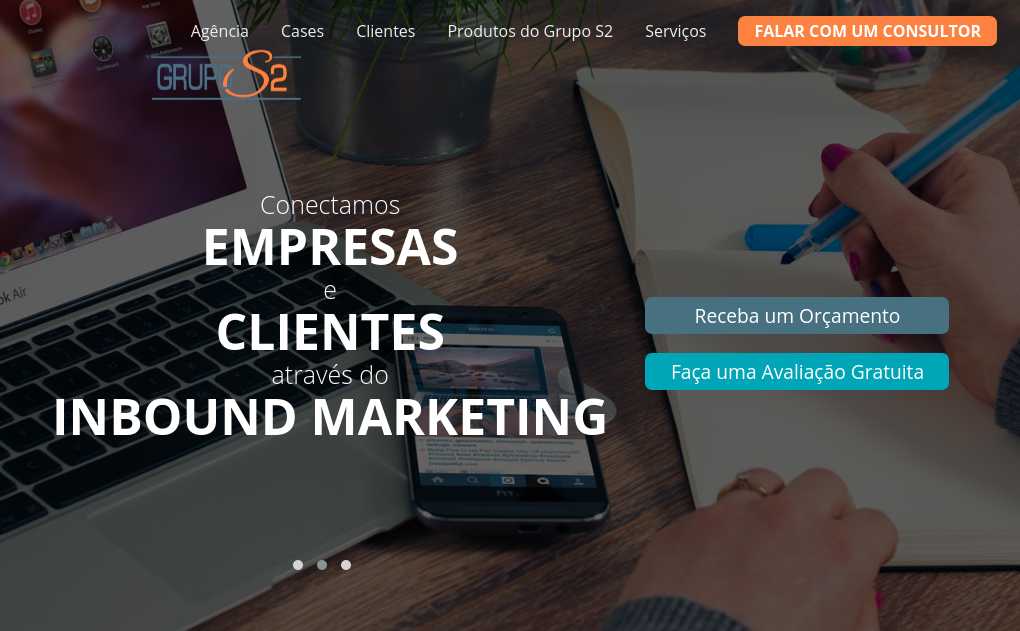 Agência Cases Clientes Produtos do Grupo S2 Serviços FALAR COM UM CONSULTOR
GRUPO S2
Conectamos
EMPRESAS
e
CLIENTES
através do
INBOUND MARKETING
Receba um Orçamento
Faça uma Avaliação Gratuita